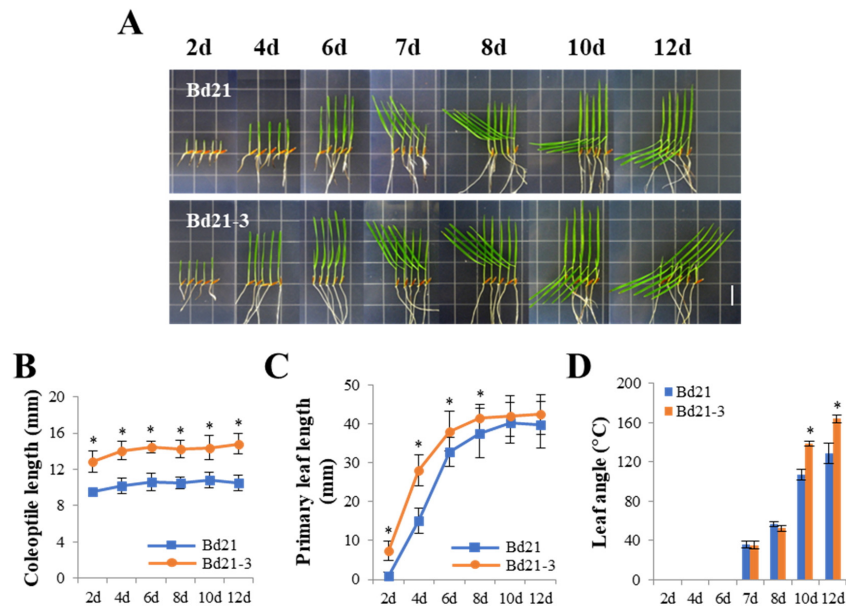 A
2d 4d 6d 7d 8d 10d 12d
Bd21
Bd21-3
B
Coleoptile length (mm)
20
16
12
8
4
0
* * * * * *
Bd21
Bd21-3
2d 4d 6d 8d 10d 12d
C
Primary leaf length
(mm)
50
40
30
20
10
0
* * * *
Bd21
Bd21-3
2d 4d 6d 8d 10d 12d
D
Leaf angle (°C)
200
160
120
80
40
0
Bd21
Bd21-3
* *
2d 4d 6d 7d 8d 10d 12d